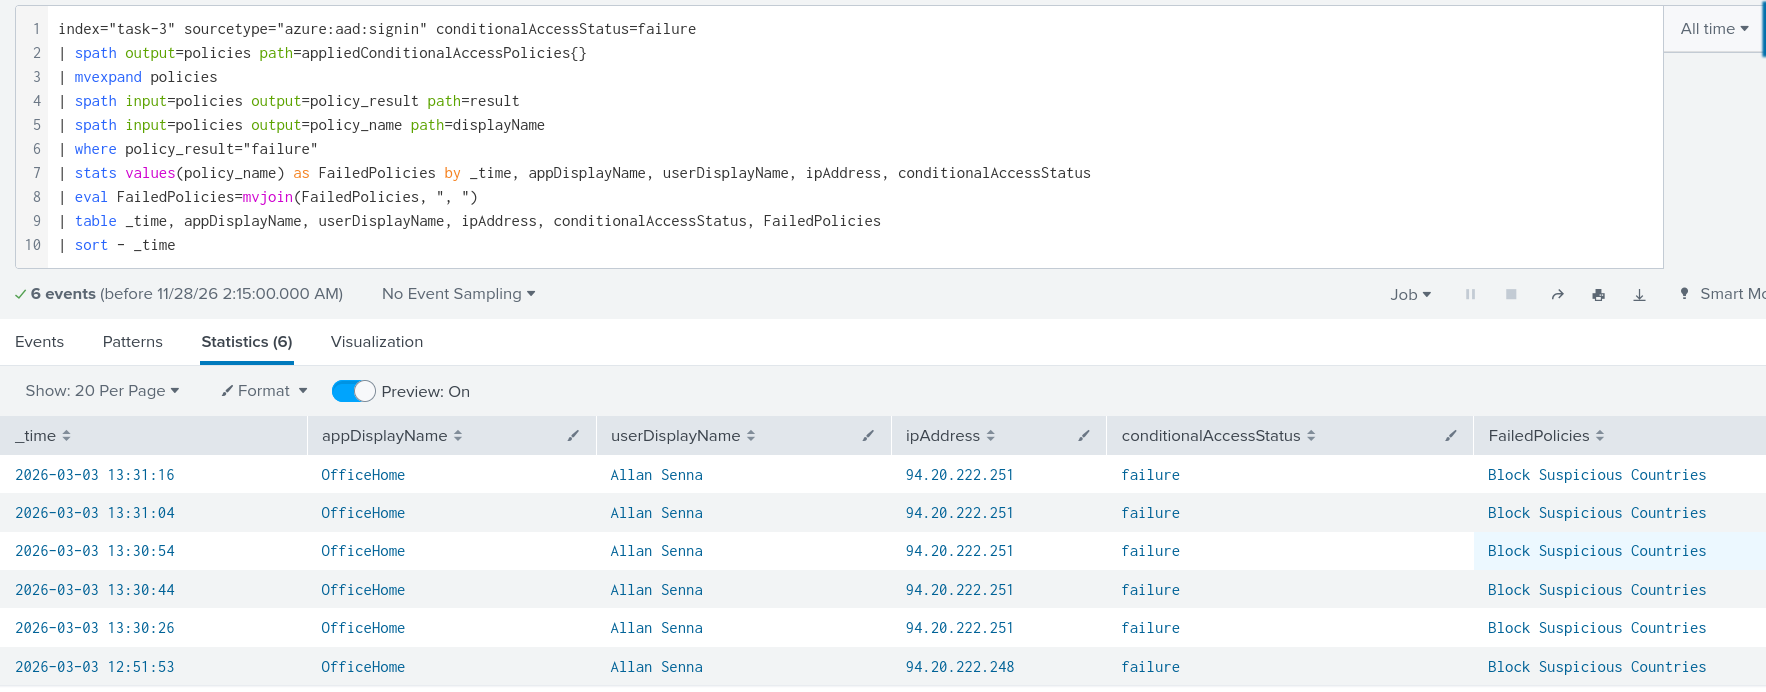 1 index="task-3" sourcetype="azure:aad:signin" conditionalAccessStatus=failure
2 | spath output=policies path=appliedConditionalAccessPolicies{}
3 | mvexpand policies
4 | spath input=policies output=policy_result path=result
5 | spath input=policies output=policy_name path=displayName
6 | where policy_result="failure"
7 | stats values(policy_name) as FailedPolicies by _time, appDisplayName, userDisplayName, ipAddress, conditionalAccessStatus
8 | eval FailedPolicies=mvjoin(FailedPolicies, ", ")
9 | table _time, appDisplayName, userDisplayName, ipAddress, conditionalAccessStatus, FailedPolicies
10 | sort - _time
All time
6 events (before 11/28/26 2:15:00.000 AM) No Event Sampling Job Smart Mo
Events Patterns Statistics (6) Visualization
Show: 20 Per Page Format Preview: On
_time appDisplayName userDisplayName ipAddress conditionalAccessStatus FailedPolicies
2026-03-03 13:31:16 OfficeHome Allan Senna 94.20.222.251 failure Block Suspicious Countries
2026-03-03 13:31:04 OfficeHome Allan Senna 94.20.222.251 failure Block Suspicious Countries
2026-03-03 13:30:54 OfficeHome Allan Senna 94.20.222.251 failure Block Suspicious Countries
2026-03-03 13:30:44 OfficeHome Allan Senna 94.20.222.251 failure Block Suspicious Countries
2026-03-03 13:30:26 OfficeHome Allan Senna 94.20.222.251 failure Block Suspicious Countries
2026-03-03 12:51:53 OfficeHome Allan Senna 94.20.222.248 failure Block Suspicious Countries